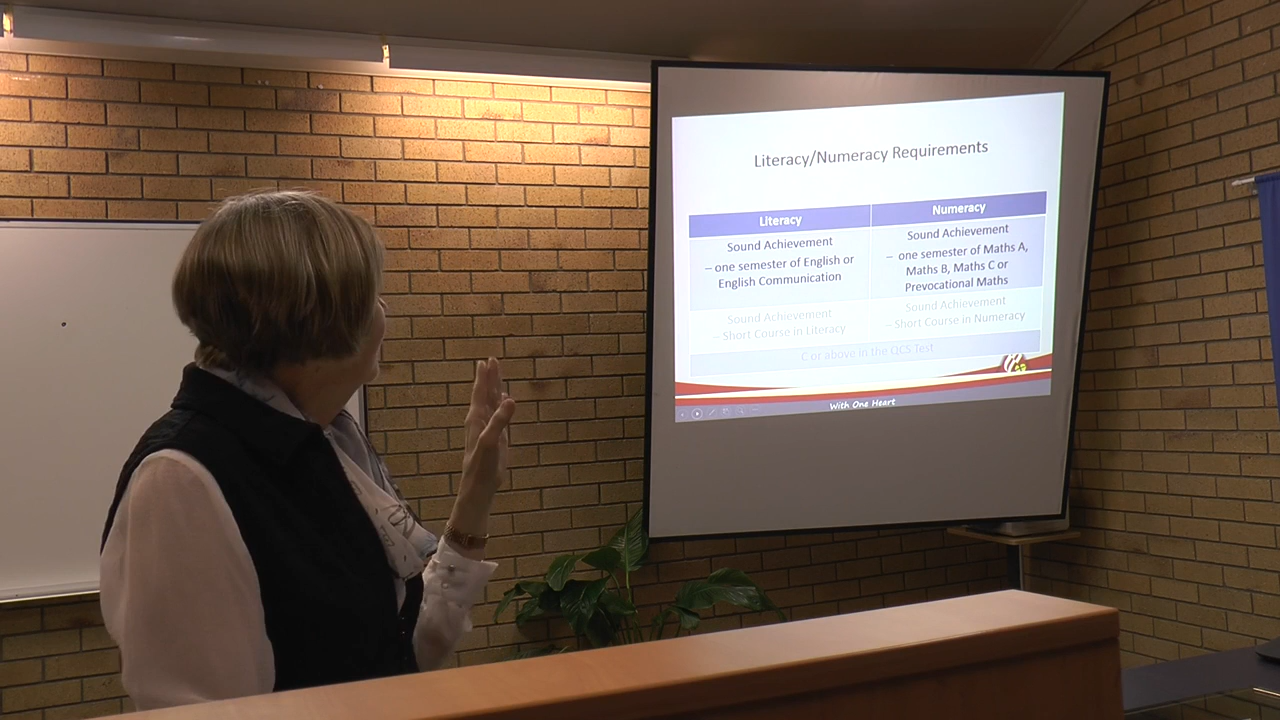 Literacy/Numeracy Requirements
Literacy
Numeracy
Sound Achievement
– one semester of English or
English Communication
Sound Achievement
– one semester of Maths A,
Maths B, Maths C or
Prevocational Maths
Sound Achievement
– Short Course in Literacy
Sound Achievement
– Short Course in Numeracy
C or above in the QCS Test
With One Heart